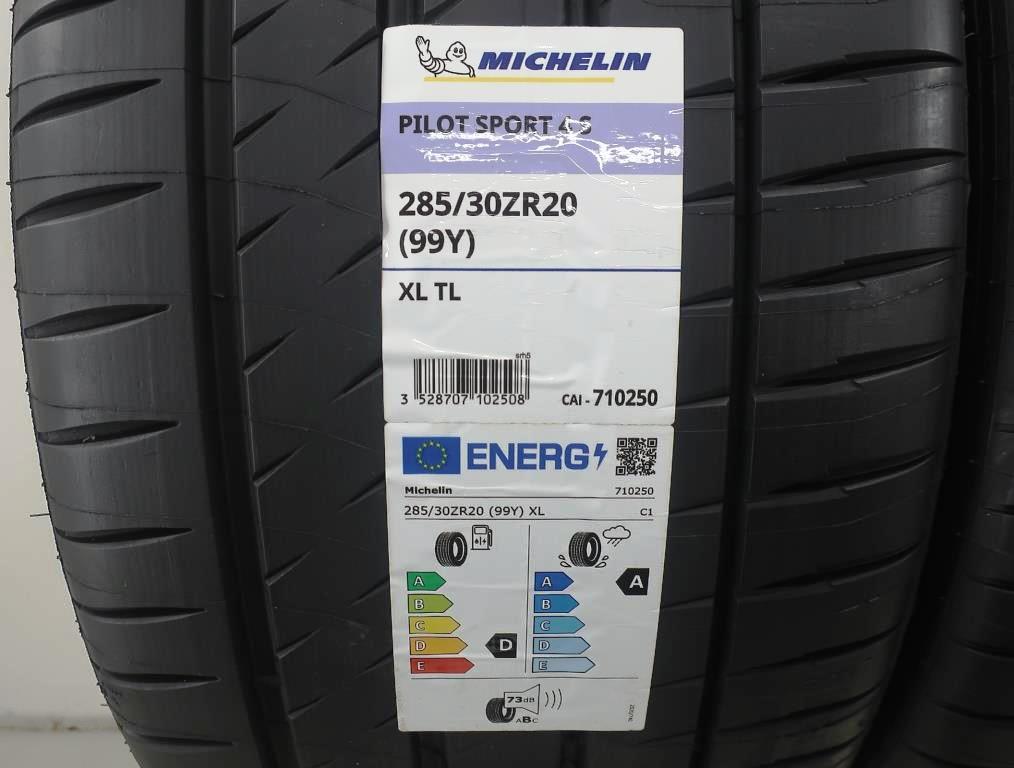 MICHELIN
PILOT SPORT 4 S
285/30ZR20
(99Y)
XL TL
srh5
3 528707 102508
CAI - 710250
ENERG
Michelin 710250
285/30ZR20 (99Y) XL C1
A A A
B B
C C
D D D
E E
73dB
ABC